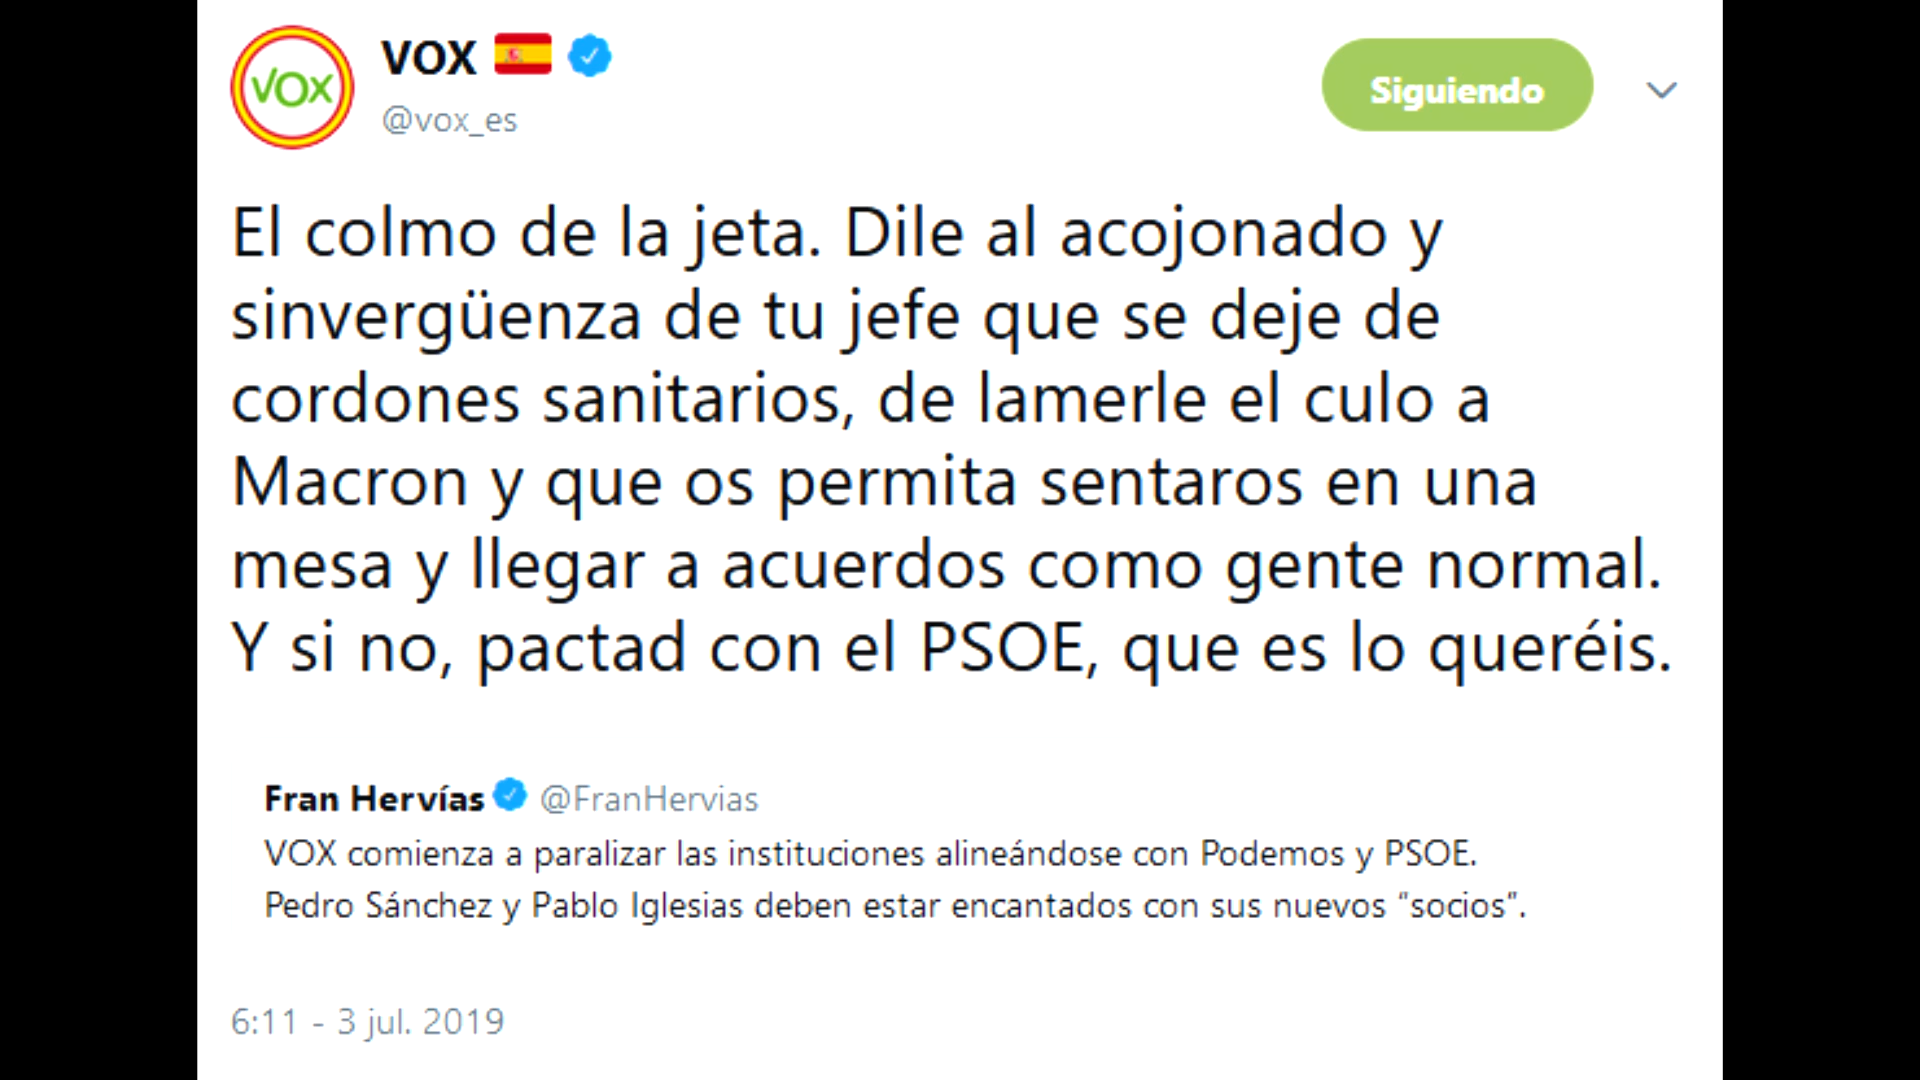 VOX
VOX
@vox_es
Siguiendo
El colmo de la jeta. Dile al acojonado y
sinvergüenza de tu jefe que se deje de
cordones sanitarios, de lamerle el culo a
Macron y que os permita sentaros en una
mesa y llegar a acuerdos como gente normal.
Y si no, pactad con el PSOE, que es lo queréis.
Fran Hervías @FranHervias
VOX comienza a paralizar las instituciones alineándose con Podemos y PSOE.
Pedro Sánchez y Pablo Iglesias deben estar encantados con sus nuevos “socios”.
6:11 - 3 jul. 2019